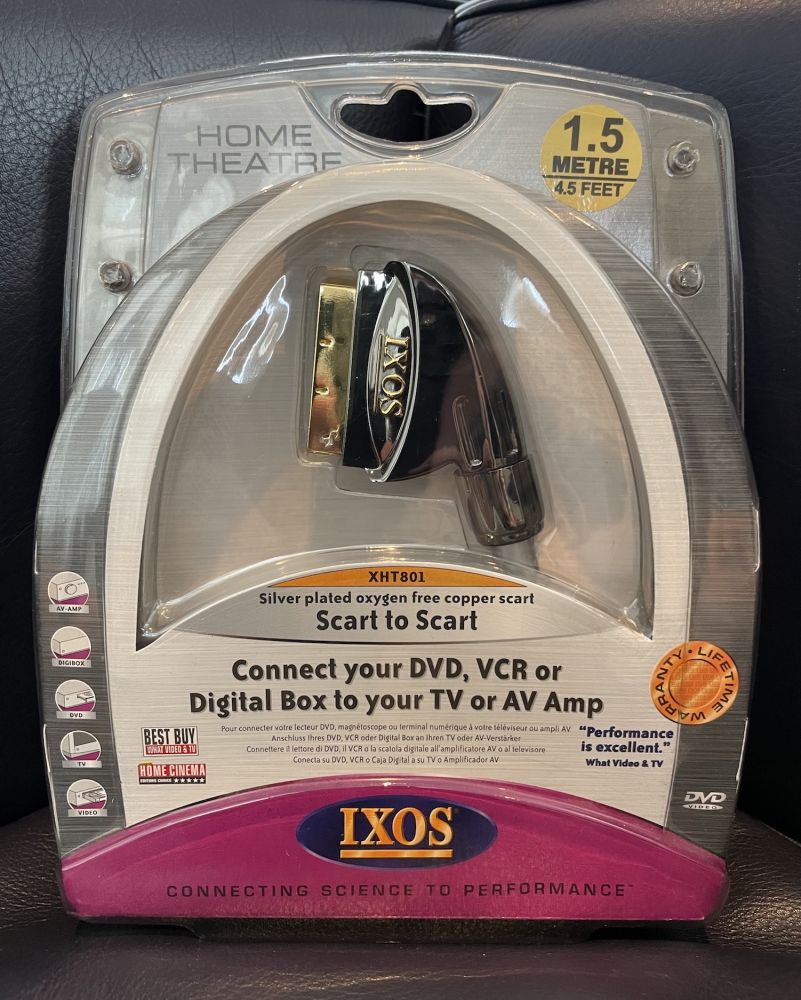 HOME
THEATRE
1.5
METRE
4.5 FEET
IXOS
XHT801
Silver plated oxygen free copper scart
Scart to Scart
AV-AMP
DIGIBOX
DVD
TV
VIDEO
Connect your DVD, VCR or
Digital Box to your TV or AV Amp
LIFETIME WARRANTY
Pour connecter votre lecteur DVD, magnétoscope ou terminal numérique à votre téléviseur ou ampli AV
Anschluss Ihres DVD, VCR oder Digital Box an Ihren TV oder AV-Verstärker
Connettere il lettore di DVD, il VCR o la scatola digitale all'amplificatore AV o al televisore
Conecta su DVD, VCR o Caja Digital a su TV o Amplificador AV
BEST BUY
WHAT VIDEO & TV
HOME CINEMA
EDITORS CHOICE ★★★★★
"Performance
is excellent."
What Video & TV
DVD
VIDEO
IXOS®
CONNECTING SCIENCE TO PERFORMANCE™